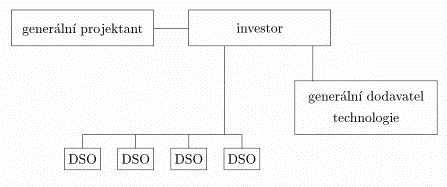 generální projektant
investor
generální dodavatel
technologie
DSO
DSO
DSO
DSO